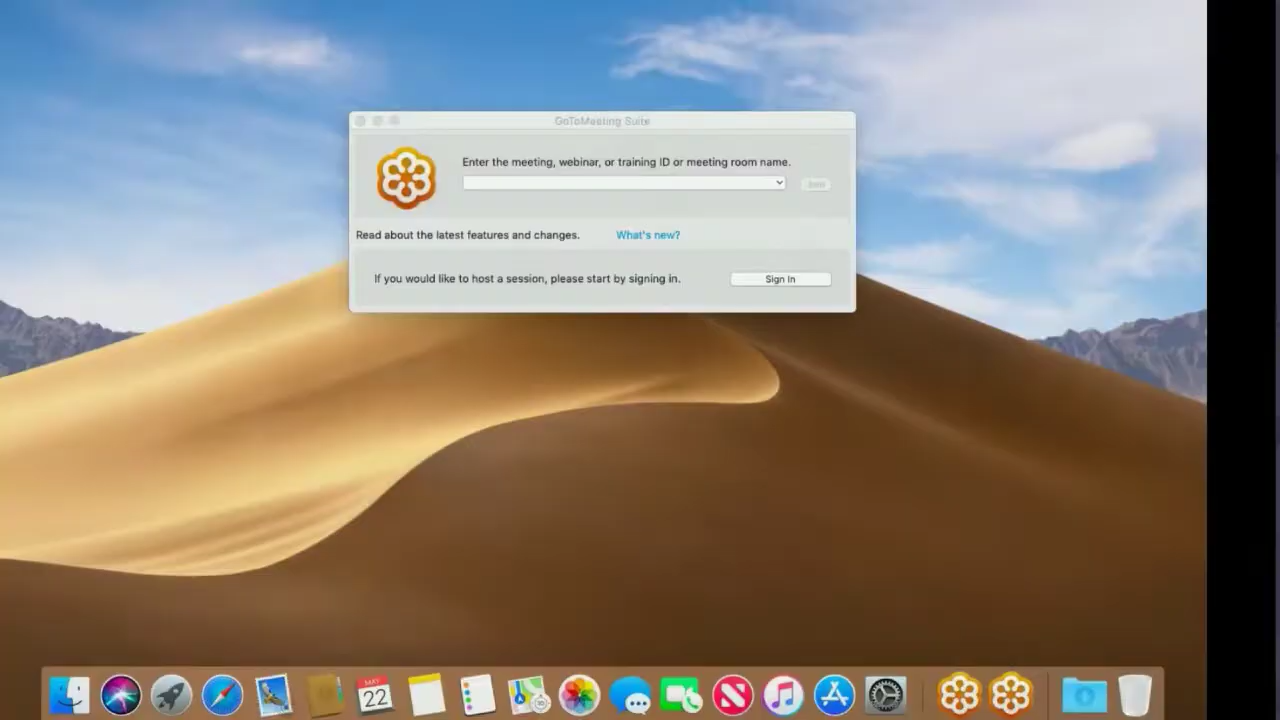 GoToMeeting Suite
Enter the meeting, webinar, or training ID or meeting room name.
Join
Read about the latest features and changes. What's new?
If you would like to host a session, please start by signing in. Sign In
MAY
22